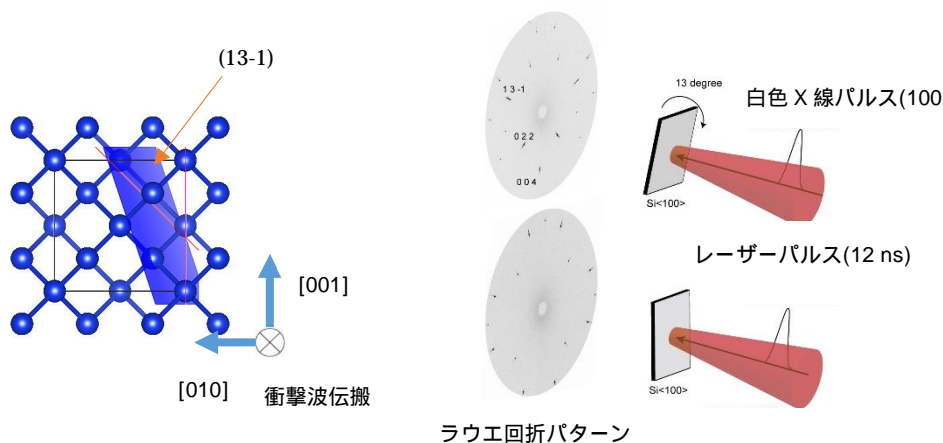 (13-1)
[001]
[010]
衝撃波伝搬
1 3 -1
0 2 2
0 0 4
ラウエ回折パターン
13 degree
白色 X 線パルス(100
Si<100>
レーザーパルス(12 ns)
Si<100>